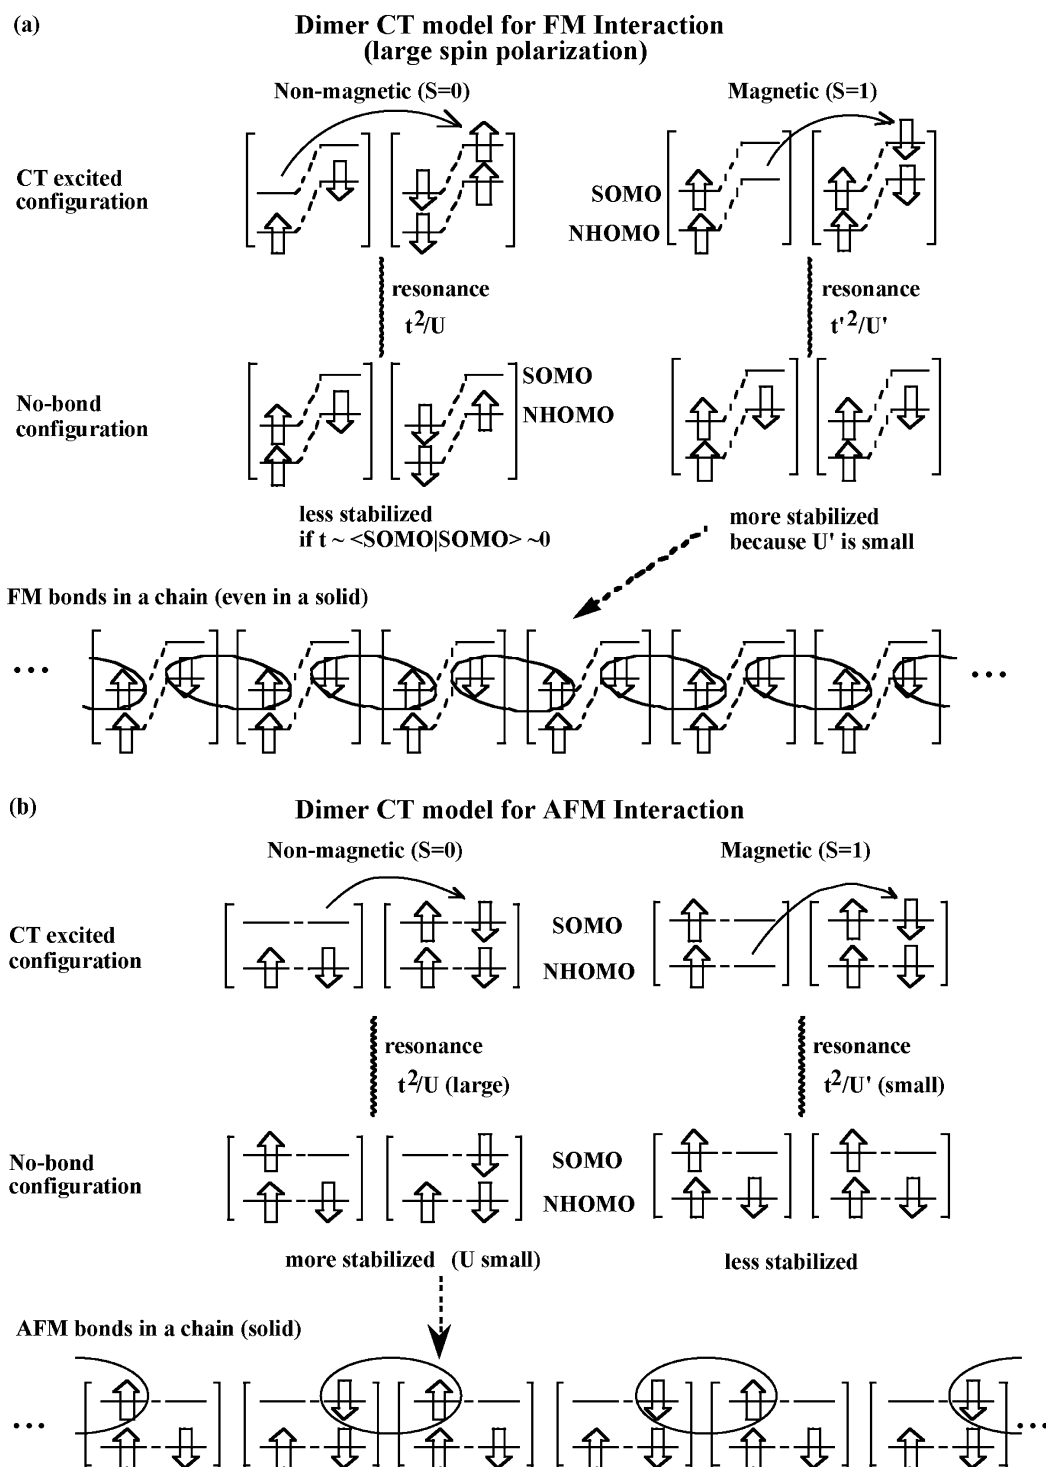 (a)
Dimer CT model for FM Interaction
(large spin polarization)
Non-magnetic (S=0)
Magnetic (S=1)
CT excited
configuration
SOMO
NHOMO
resonance
t²/U
resonance
t'²/U'
No-bond
configuration
SOMO
NHOMO
less stabilized
if t ~ <SOMO|SOMO> ~0
more stabilized
because U' is small
FM bonds in a chain (even in a solid)
...
...
(b)
Dimer CT model for AFM Interaction
Non-magnetic (S=0)
Magnetic (S=1)
CT excited
configuration
SOMO
NHOMO
resonance
t²/U (large)
resonance
t²/U' (small)
No-bond
configuration
SOMO
NHOMO
more stabilized (U small)
less stabilized
AFM bonds in a chain (solid)
...
...